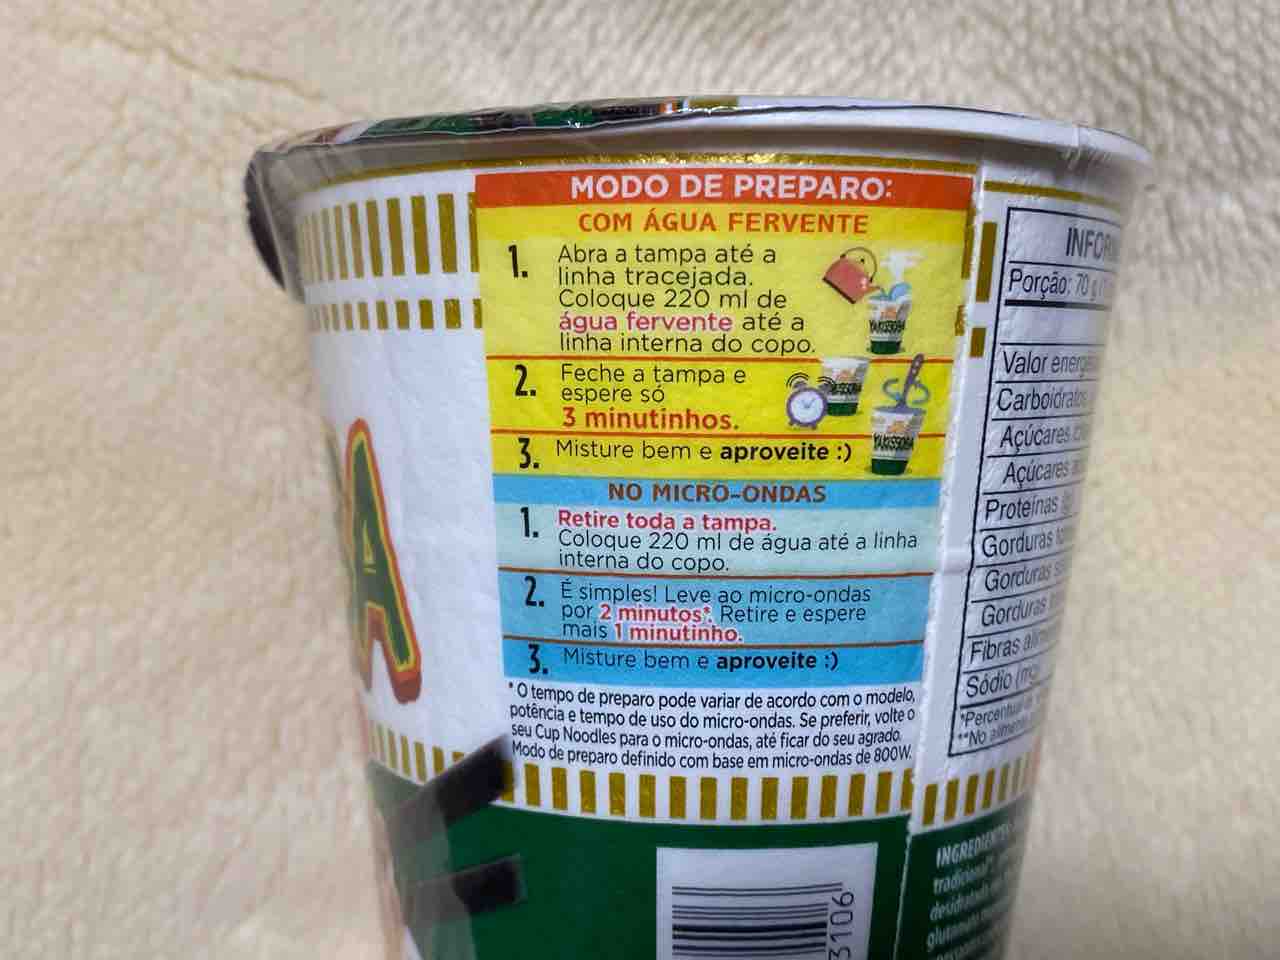 MODO DE PREPARO:
COM ÁGUA FERVENTE
1. Abra a tampa até a
linha tracejada.
Coloque 220 ml de
água fervente até a
linha interna do copo.
2. Feche a tampa e
espere só
3 minutinhos.
3. Misture bem e aproveite :)
YAKISSOBA
YAKISSOBA
NO MICRO-ONDAS
1. Retire toda a tampa.
Coloque 220 ml de água até a linha
interna do copo.
2. É simples! Leve ao micro-ondas
por 2 minutos*. Retire e espere
mais 1 minutinho.
3. Misture bem e aproveite :)
*O tempo de preparo pode variar de acordo com o modelo,
potência e tempo de uso do micro-ondas. Se preferir, volte o
seu Cup Noodles para o micro-ondas, até ficar do seu agrado.
Modo de preparo definido com base em micro-ondas de 800W.
A
3106
Porção: 70 g
Valor
Carboidratos
Açúcares
Açúcares
Proteínas
Gorduras
Gorduras
Gorduras
Fibras
Sódio (mg)
*Percentual
**No
INGREDIENTES
tradicional